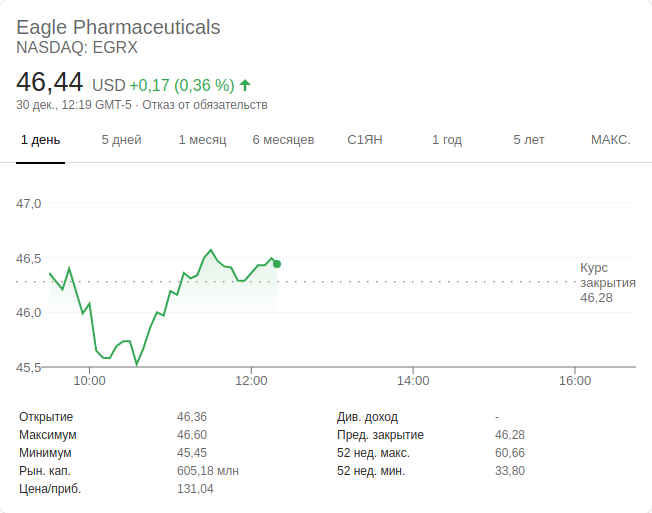 Eagle Pharmaceuticals
NASDAQ: EGRX
46,44 USD +0,17 (0,36 %)
30 дек., 12:19 GMT-5 · Отказ от обязательств
1 день 5 дней 1 месяц 6 месяцев С1ЯН 1 год 5 лет МАКС.
47,0
46,5
Курс
закрытия
46,28
46,0
45,5
10:00 12:00 14:00 16:00
Открытие 46,36 Див. доход -
Максимум 46,60 Пред. закрытие 46,28
Минимум 45,45 52 нед. макс. 60,66
Рын. кап. 605,18 млн 52 нед. мин. 33,80
Цена/приб. 131,04